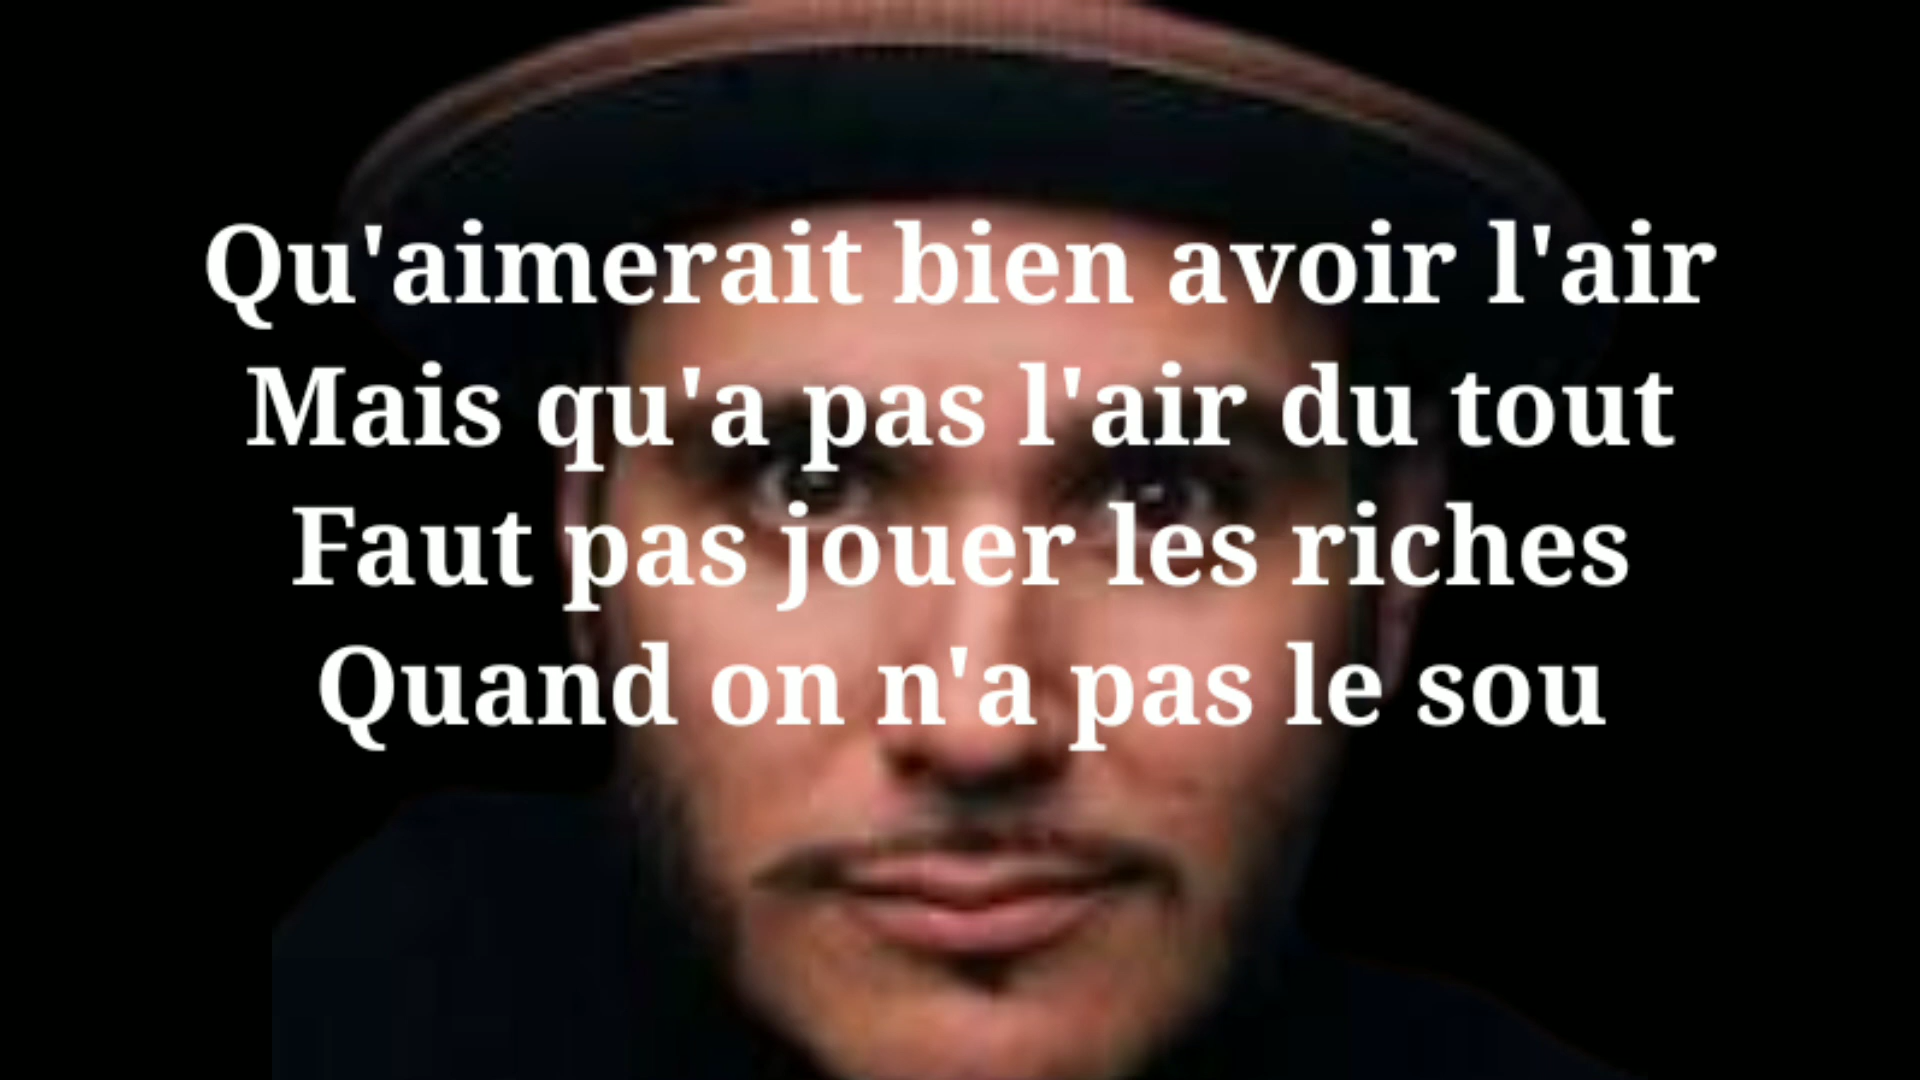 Qu'aimerait bien avoir l'air
Mais qu'a pas l'air du tout
Faut pas jouer les riches
Quand on n'a pas le sou